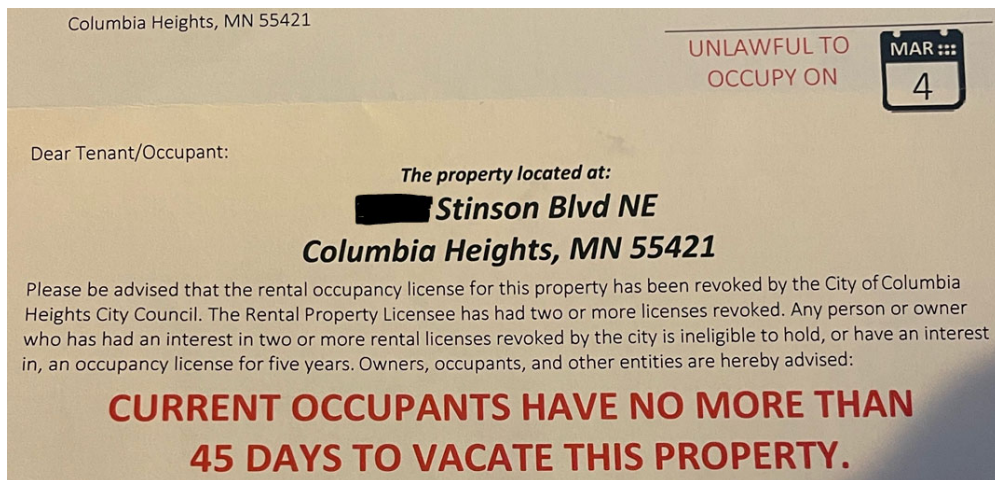 Columbia Heights, MN 55421
UNLAWFUL TO
OCCUPY ON
MAR
4
Dear Tenant/Occupant:
The property located at:
Stinson Blvd NE
Columbia Heights, MN 55421
Please be advised that the rental occupancy license for this property has been revoked by the City of Columbia
Heights City Council. The Rental Property Licensee has had two or more licenses revoked. Any person or owner
who has had an interest in two or more rental licenses revoked by the city is ineligible to hold, or have an interest
in, an occupancy license for five years. Owners, occupants, and other entities are hereby advised:
CURRENT OCCUPANTS HAVE NO MORE THAN
45 DAYS TO VACATE THIS PROPERTY.